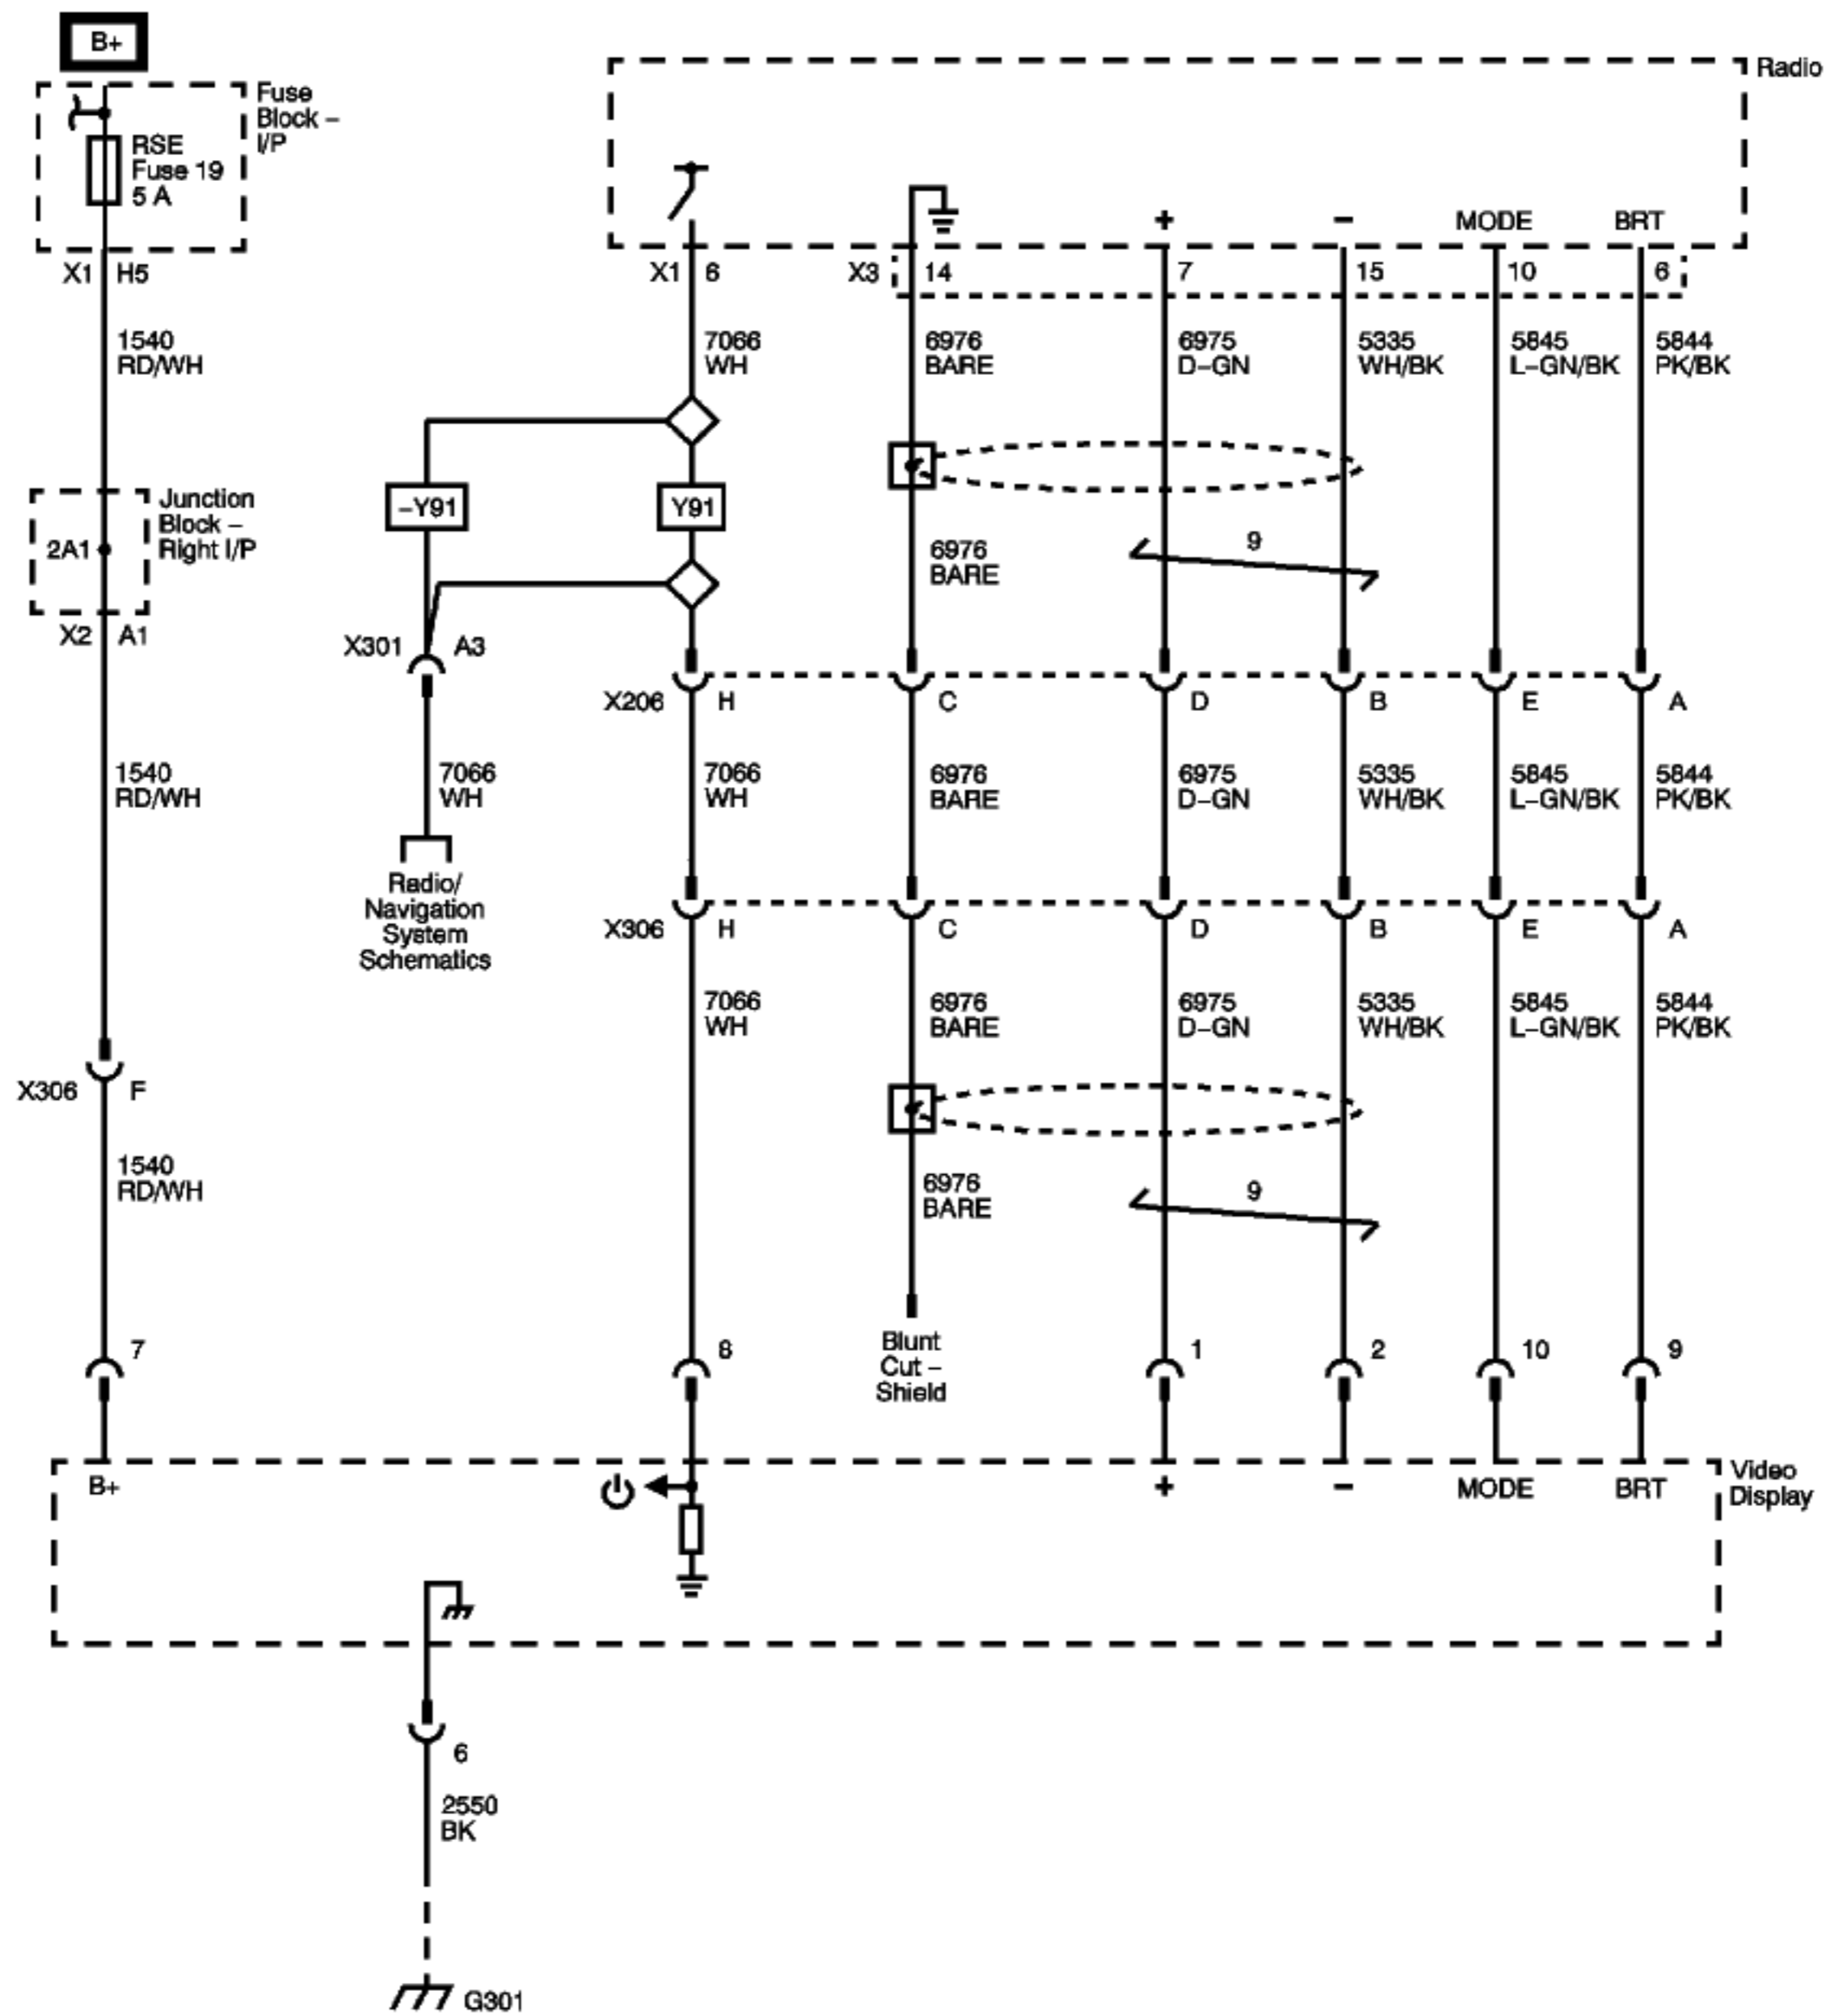 B+
Fuse
Block –
I/P
RSE
Fuse 19
5 A
Radio
+
–
MODE
BRT
X1
H5
X1
6
X3
14
7
15
10
6
1540
RD/WH
7066
WH
6976
BARE
6975
D–GN
5335
WH/BK
5845
L–GN/BK
5844
PK/BK
–Y91
Y91
Junction
Block –
Right I/P
2A1
9
6976
BARE
X2
A1
X301
A3
X206
H
C
D
B
E
A
1540
RD/WH
7066
WH
7066
WH
6976
BARE
6975
D–GN
5335
WH/BK
5845
L–GN/BK
5844
PK/BK
Radio/
Navigation
System
Schematics
X306
H
C
D
B
E
A
7066
WH
6976
BARE
6975
D–GN
5335
WH/BK
5845
L–GN/BK
5844
PK/BK
X306
F
1540
RD/WH
6976
BARE
9
Blunt
Cut –
Shield
7
8
1
2
10
9
B+
+
–
MODE
BRT
Video
Display
6
2550
BK
G301